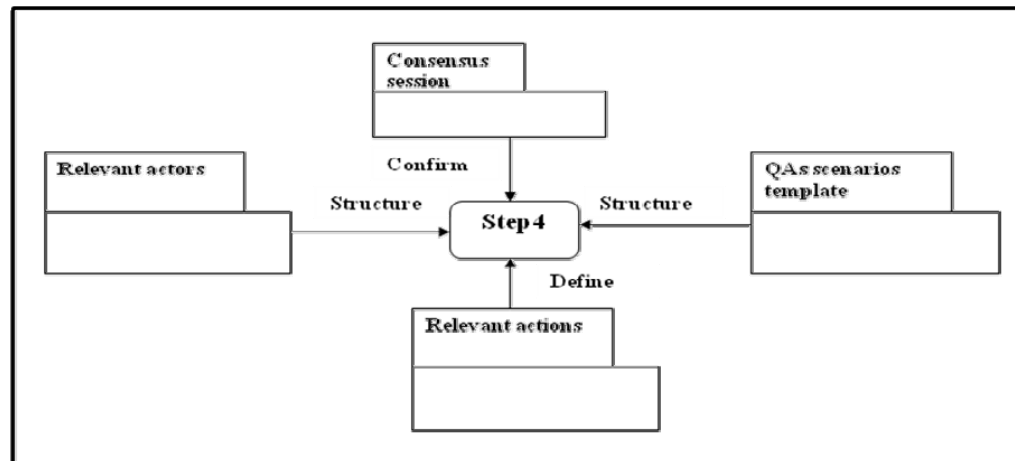 Consensus
session
Confirm
Relevant actors
QAs scenarios
template
Structure
Structure
Step 4
Define
Relevant actions